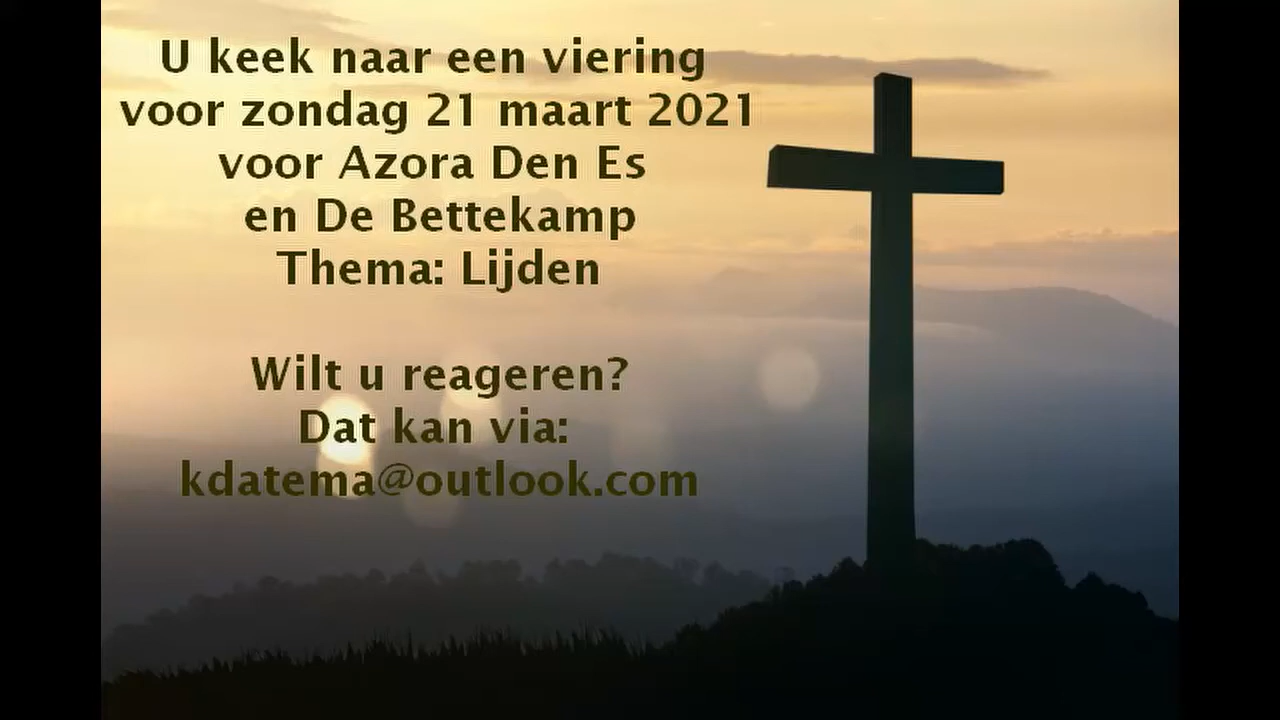 U keek naar een viering
voor zondag 21 maart 2021
voor Azora Den Es
en De Bettekamp
Thema: Lijden
Wilt u reageren?
Dat kan via:
kdatema@outlook.com